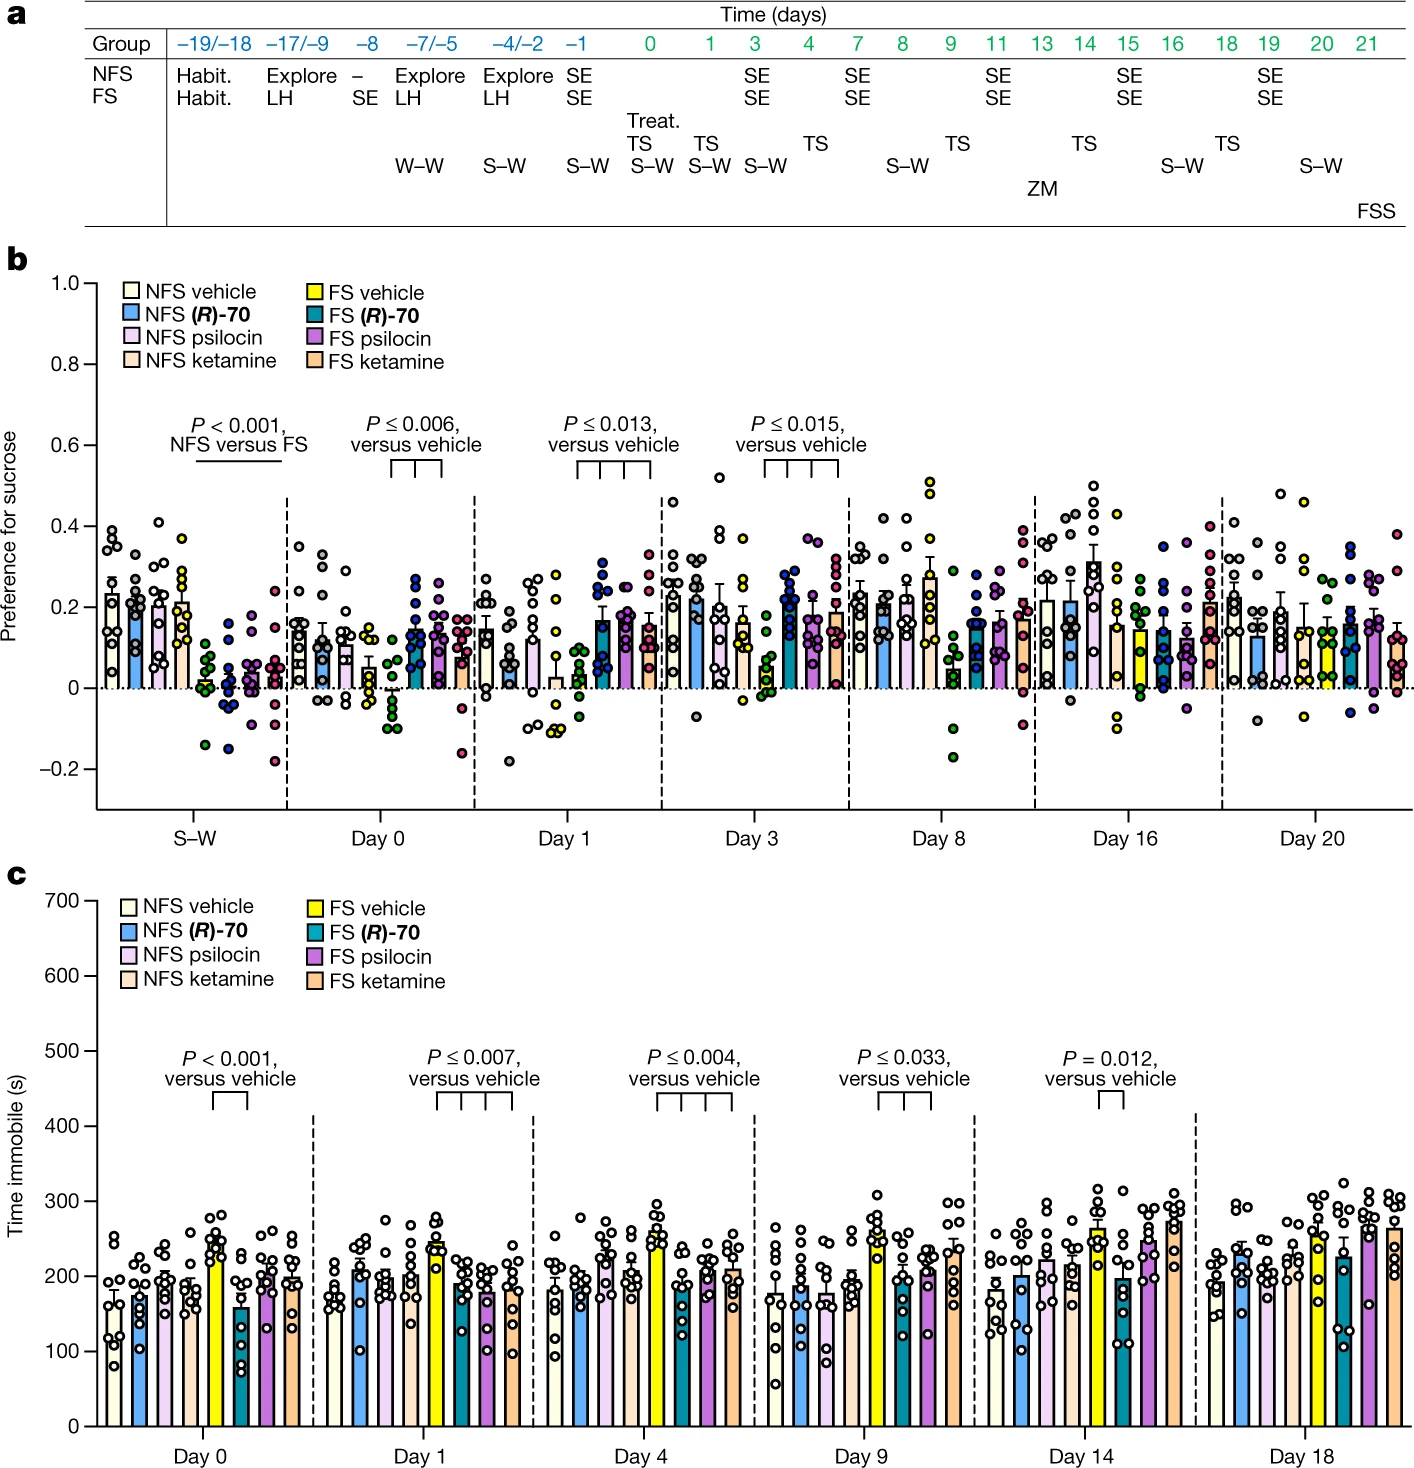 a
Time (days)
Group –19/–18 –17/–9 –8 –7/–5 –4/–2 –1 0 1 3 4 7 8 9 11 13 14 15 16 18 19 20 21
NFS Habit. Explore – Explore Explore SE SE SE SE SE SE
FS Habit. LH SE LH LH SE SE SE SE SE SE
Treat.
TS TS TS TS TS TS
W–W S–W S–W S–W S–W S–W S–W S–W S–W
ZM
FSS
b
Preference for sucrose
1.0
0.8
0.6
0.4
0.2
0
–0.2
NFS vehicle FS vehicle
NFS (R)-70 FS (R)-70
NFS psilocin FS psilocin
NFS ketamine FS ketamine
P < 0.001,
NFS versus FS
P ≤ 0.006,
versus vehicle
P ≤ 0.013,
versus vehicle
P ≤ 0.015,
versus vehicle
S–W Day 0 Day 1 Day 3 Day 8 Day 16 Day 20
c
Time immobile (s)
700
600
500
400
300
200
100
0
NFS vehicle FS vehicle
NFS (R)-70 FS (R)-70
NFS psilocin FS psilocin
NFS ketamine FS ketamine
P < 0.001,
versus vehicle
P ≤ 0.007,
versus vehicle
P ≤ 0.004,
versus vehicle
P ≤ 0.033,
versus vehicle
P = 0.012,
versus vehicle
Day 0 Day 1 Day 4 Day 9 Day 14 Day 18